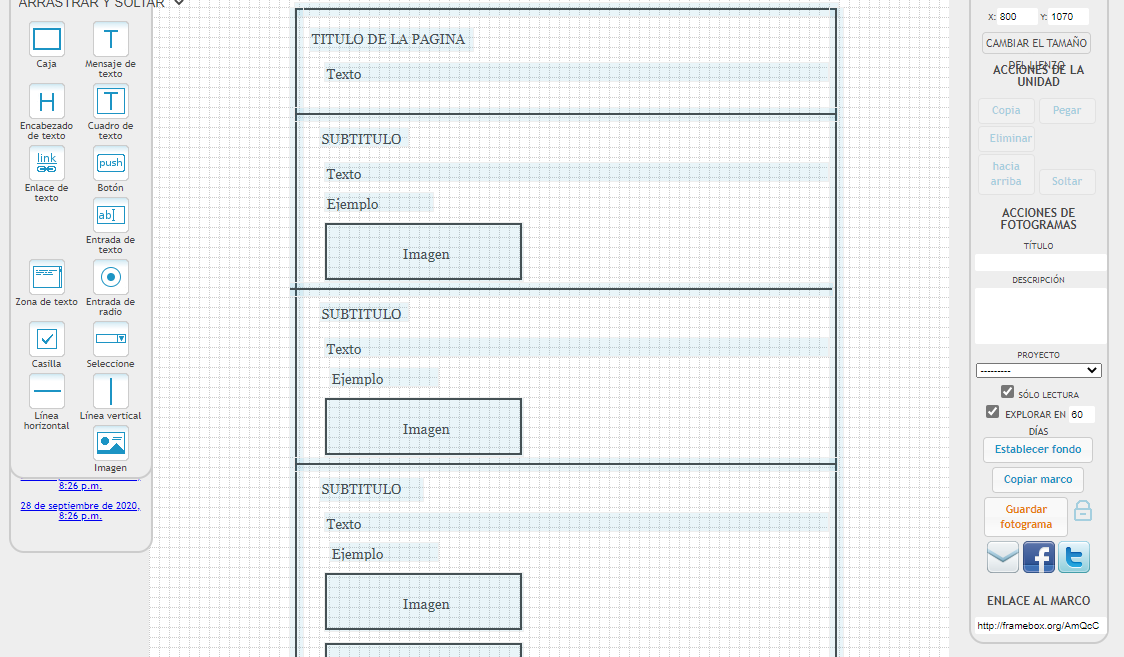 ARRASTRAR Y SOLTAR
Caja
Mensaje de
texto
Encabezado
de texto
Cuadro de
texto
link
Enlace de
texto
push
Botón
ab
Entrada de
texto
Zona de texto
Entrada de
radio
Casilla
Seleccione
Línea
horizontal
Línea vertical
Imagen
8:26 p.m.
28 de septiembre de 2020,
8:26 p.m.
TITULO DE LA PAGINA
Texto
SUBTITULO
Texto
Ejemplo
Imagen
SUBTITULO
Texto
Ejemplo
Imagen
SUBTITULO
Texto
Ejemplo
Imagen
X: 800 Y: 1070
CAMBIAR EL TAMAÑO
DEL LIENZO
ACCIONES DE LA
UNIDAD
Copia Pegar
Eliminar
hacia
arriba
Soltar
ACCIONES DE
FOTOGRAMAS
TÍTULO
DESCRIPCIÓN
PROYECTO
---------
SÓLO LECTURA
EXPLORAR EN 60
DÍAS
Establecer fondo
Copiar marco
Guardar
fotograma
ENLACE AL MARCO
http://framebox.org/AmQcC